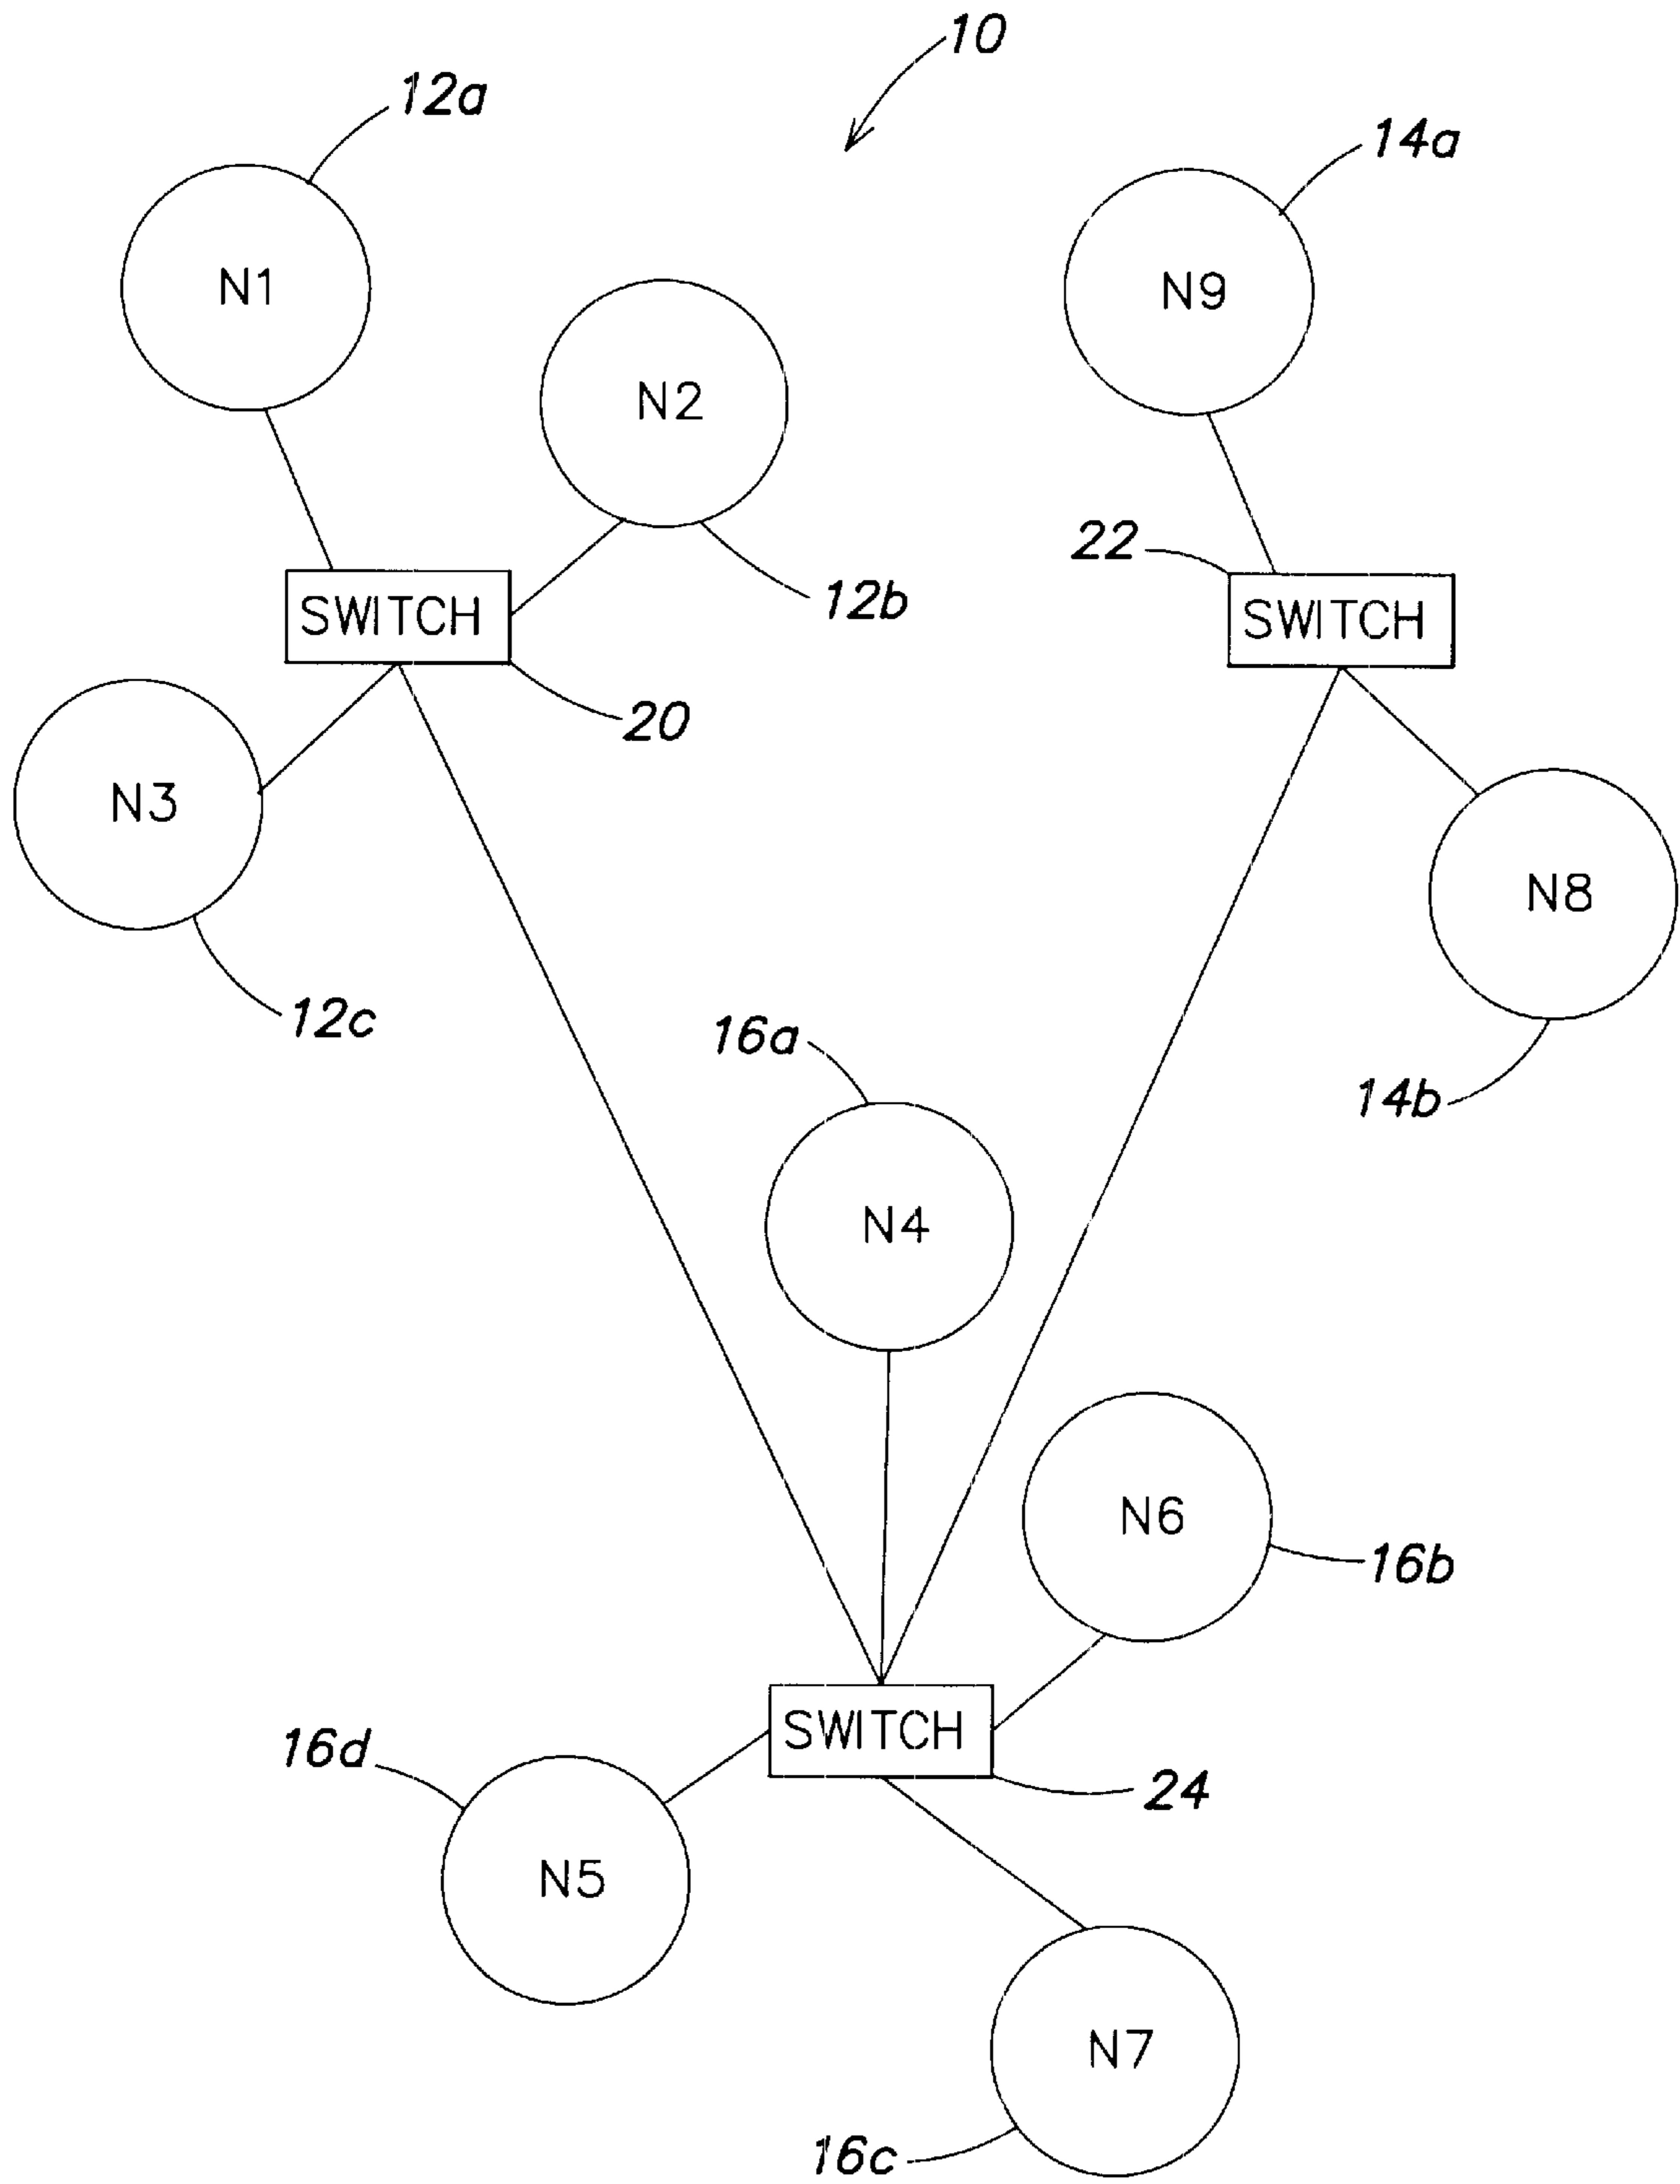 10
12a
14a
N1
N9
N2
22
12b
SWITCH
SWITCH
20
N3
N8
12c
16a
14b
N4
N6
16b
SWITCH
16d
24
N5
N7
16c